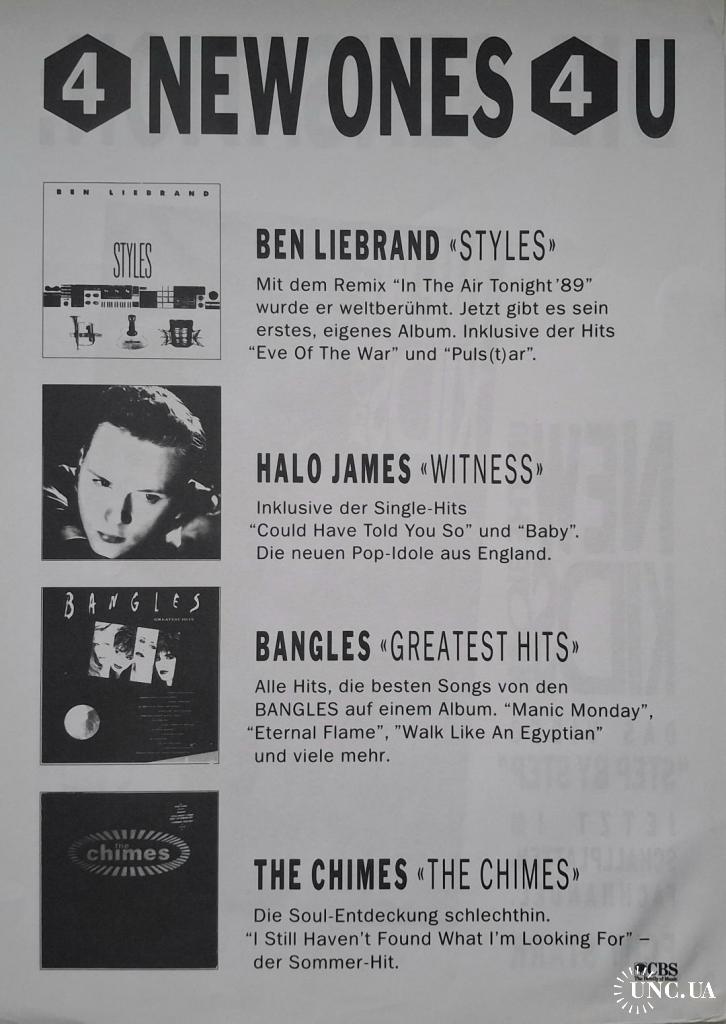 4 NEW ONES 4 U
BEN LIEBRAND
STYLES
BEN LIEBRAND «STYLES»
Mit dem Remix “In The Air Tonight ’89”
wurde er weltberühmt. Jetzt gibt es sein
erstes, eigenes Album. Inklusive der Hits
“Eve Of The War” und “Puls(t)ar”.
HALO JAMES «WITNESS»
Inklusive der Single-Hits
“Could Have Told You So” und “Baby”.
Die neuen Pop-Idole aus England.
BANGLES
GREATEST HITS
BANGLES «GREATEST HITS»
Alle Hits, die besten Songs von den
BANGLES auf einem Album. “Manic Monday”,
“Eternal Flame”, ”Walk Like An Egyptian”
und viele mehr.
the
chimes
THE CHIMES «THE CHIMES»
Die Soul-Entdeckung schlechthin.
“I Still Haven’t Found What I’m Looking For” –
der Sommer-Hit.
CBS
The Family of Music
UNC.UA